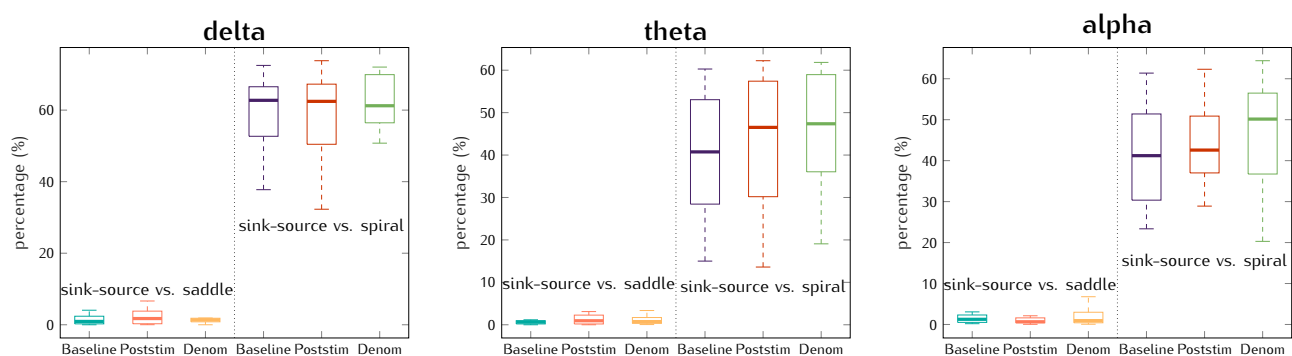 delta
percentage (%)
60
40
20
0
sink-source vs. spiral
sink-source vs. saddle
Baseline Poststim Denom Baseline Poststim Denom
theta
percentage (%)
60
50
40
30
20
10
0
sink-source vs. saddle
sink-source vs. spiral
Baseline Poststim Denom Baseline Poststim Denom
alpha
percentage (%)
60
50
40
30
20
10
0
sink-source vs. spiral
sink-source vs. saddle
Baseline Poststim Denom Baseline Poststim Denom